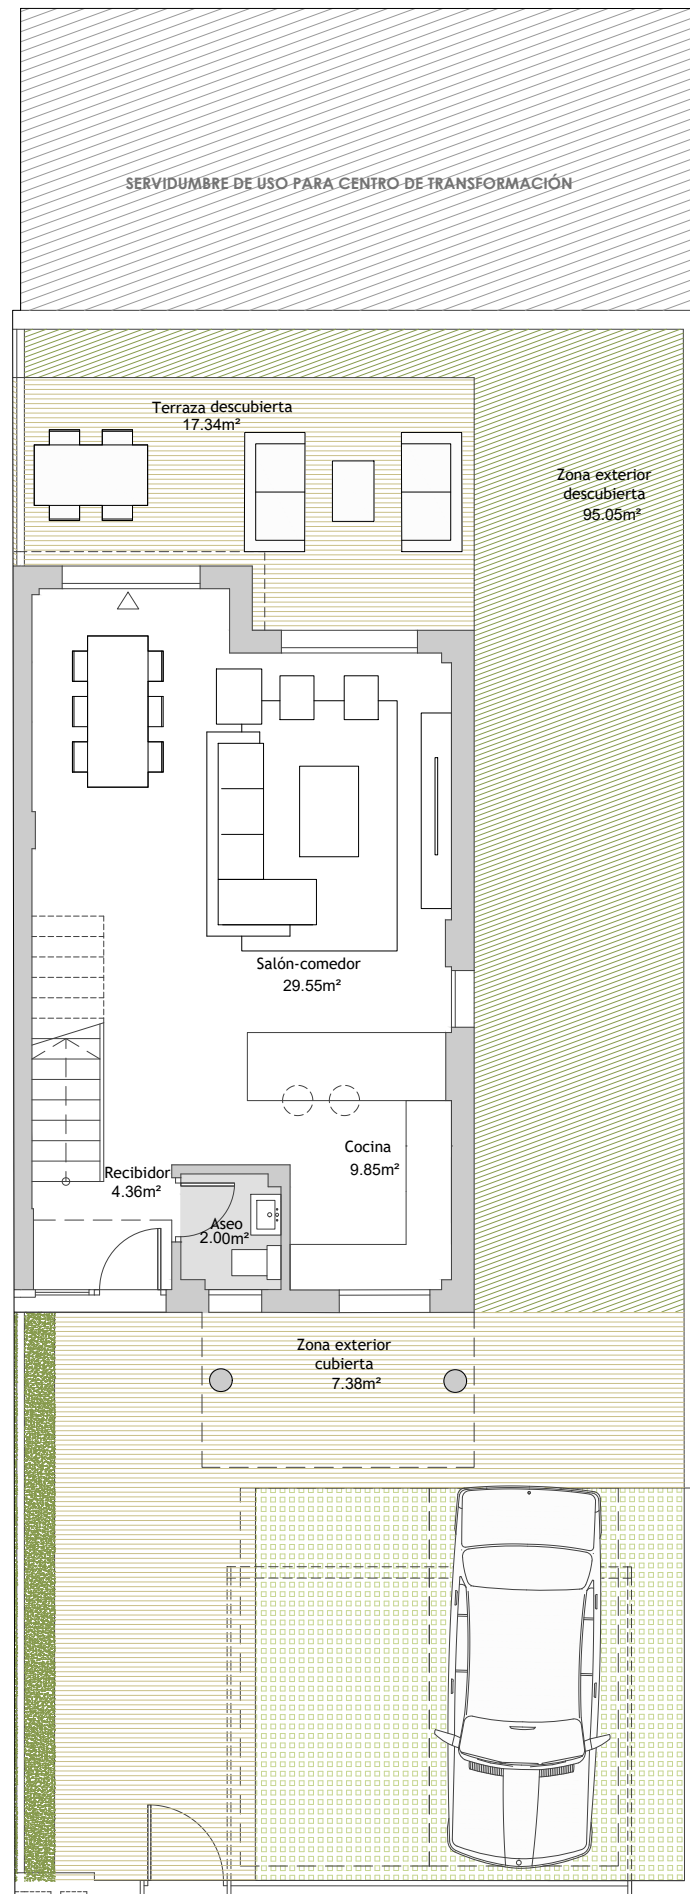 SERVIDUMBRE DE USO PARA CENTRO DE TRANSFORMACIÓN
Terraza descubierta
17.34m²
Zona exterior
descubierta
95.05m²
Salón-comedor
29.55m²
Cocina
9.85m²
Recibidor
4.36m²
Aseo
2.00m²
Zona exterior
cubierta
7.38m²